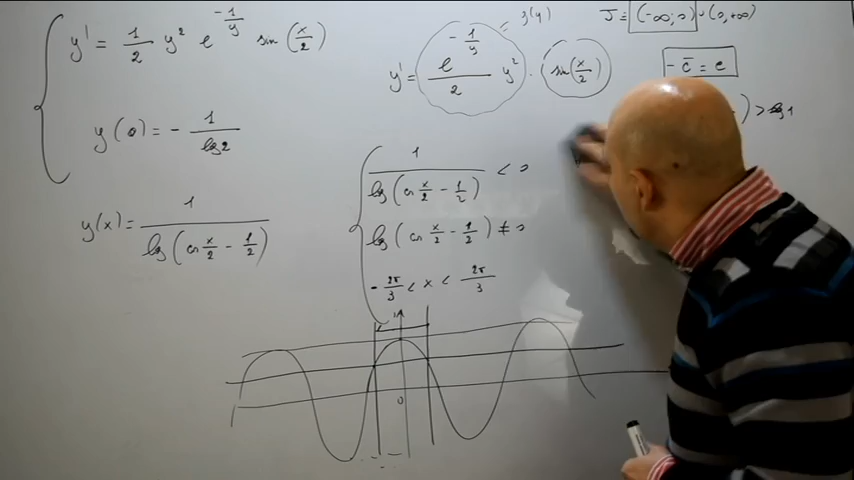 y' = 1/2 y² e^(-1/y) sin(x/2)
y(0) = - 1/log2
y(x) = 1/log(cos x/2 - 1/2)
y' = e^(-1/y)/2 y² · sin(x/2)
= g(y)
1/log(cos x/2 - 1/2) < 0
log(cos x/2 - 1/2) ≠ 0
- 2π/3 < x < 2π/3
0
J = (-∞; 0) ∪ (0, +∞)
- c̄ = c
) > log 1